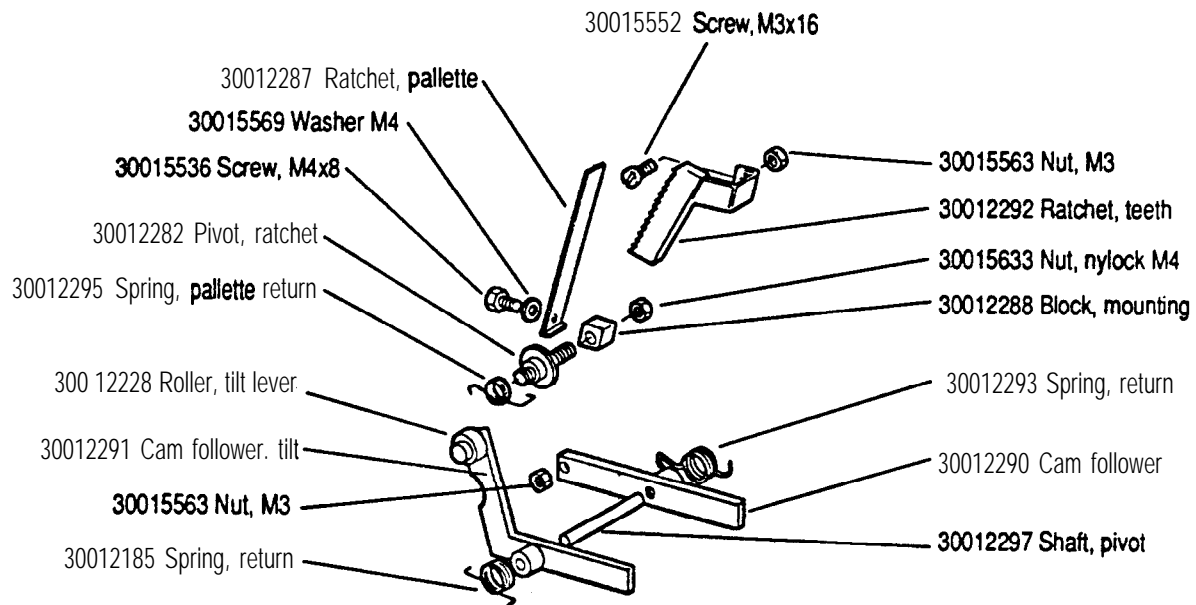 30015552 Screw, M3x16
30012287 Ratchet, pallette
30015569 Washer M4
30015536 Screw, M4x8
30012282 Pivot, ratchet
30012295 Spring, pallette return
300 12228 Roller, tilt lever
30012291 Cam follower. tilt
30015563 Nut, M3
30012185 Spring, return
30015563 Nut, M3
30012292 Ratchet, teeth
30015633 Nut, nylock M4
30012288 Block, mounting
30012293 Spring, return
30012290 Cam follower
30012297 Shaft, pivot